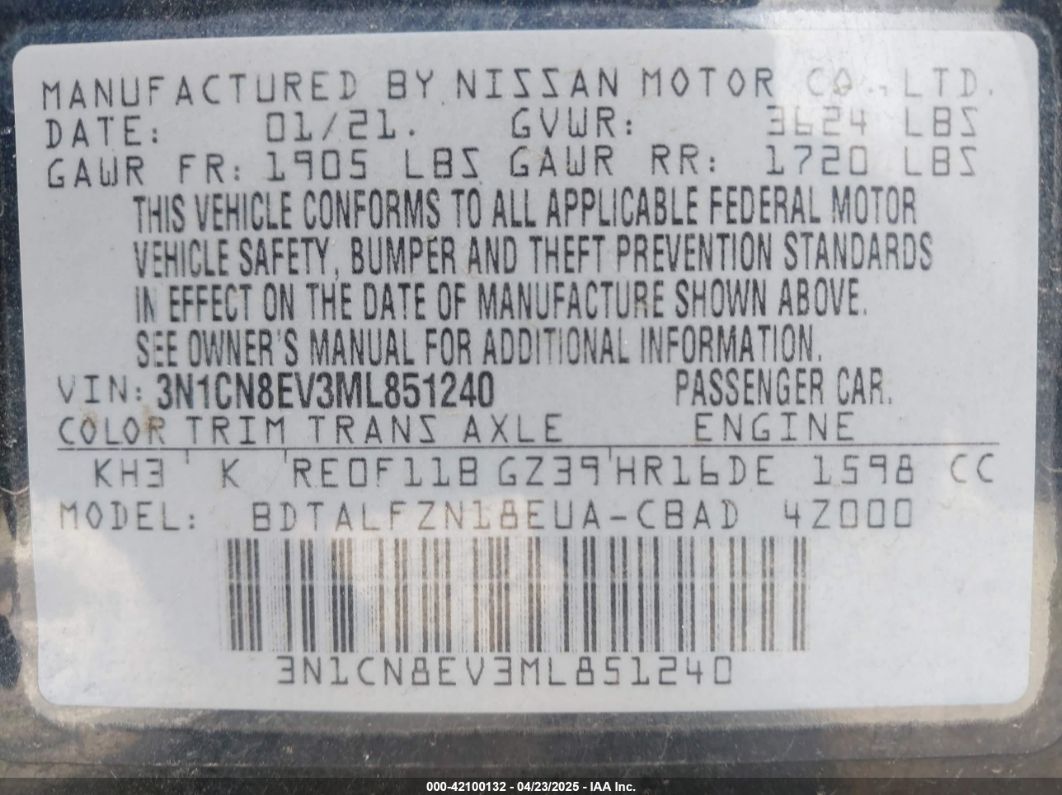 MANUFACTURED BY NISSAN MOTOR CO., LTD.
DATE: 01/21. GVWR: 3624 LBS
GAWR FR: 1905 LBS GAWR RR: 1720 LBS
THIS VEHICLE CONFORMS TO ALL APPLICABLE FEDERAL MOTOR
VEHICLE SAFETY, BUMPER AND THEFT PREVENTION STANDARDS
IN EFFECT ON THE DATE OF MANUFACTURE SHOWN ABOVE.
SEE OWNER'S MANUAL FOR ADDITIONAL INFORMATION.
VIN: 3N1CN8EV3ML851240 PASSENGER CAR.
COLOR TRIM TRANS AXLE ENGINE
KH3 K RE0F11B GZ39 HR16DE 1598 CC
MODEL: BDTALFZN18EUA-CBAD 4Z000
3N1CN8EV3ML851240
000-42100132 - 04/23/2025 - IAA Inc.